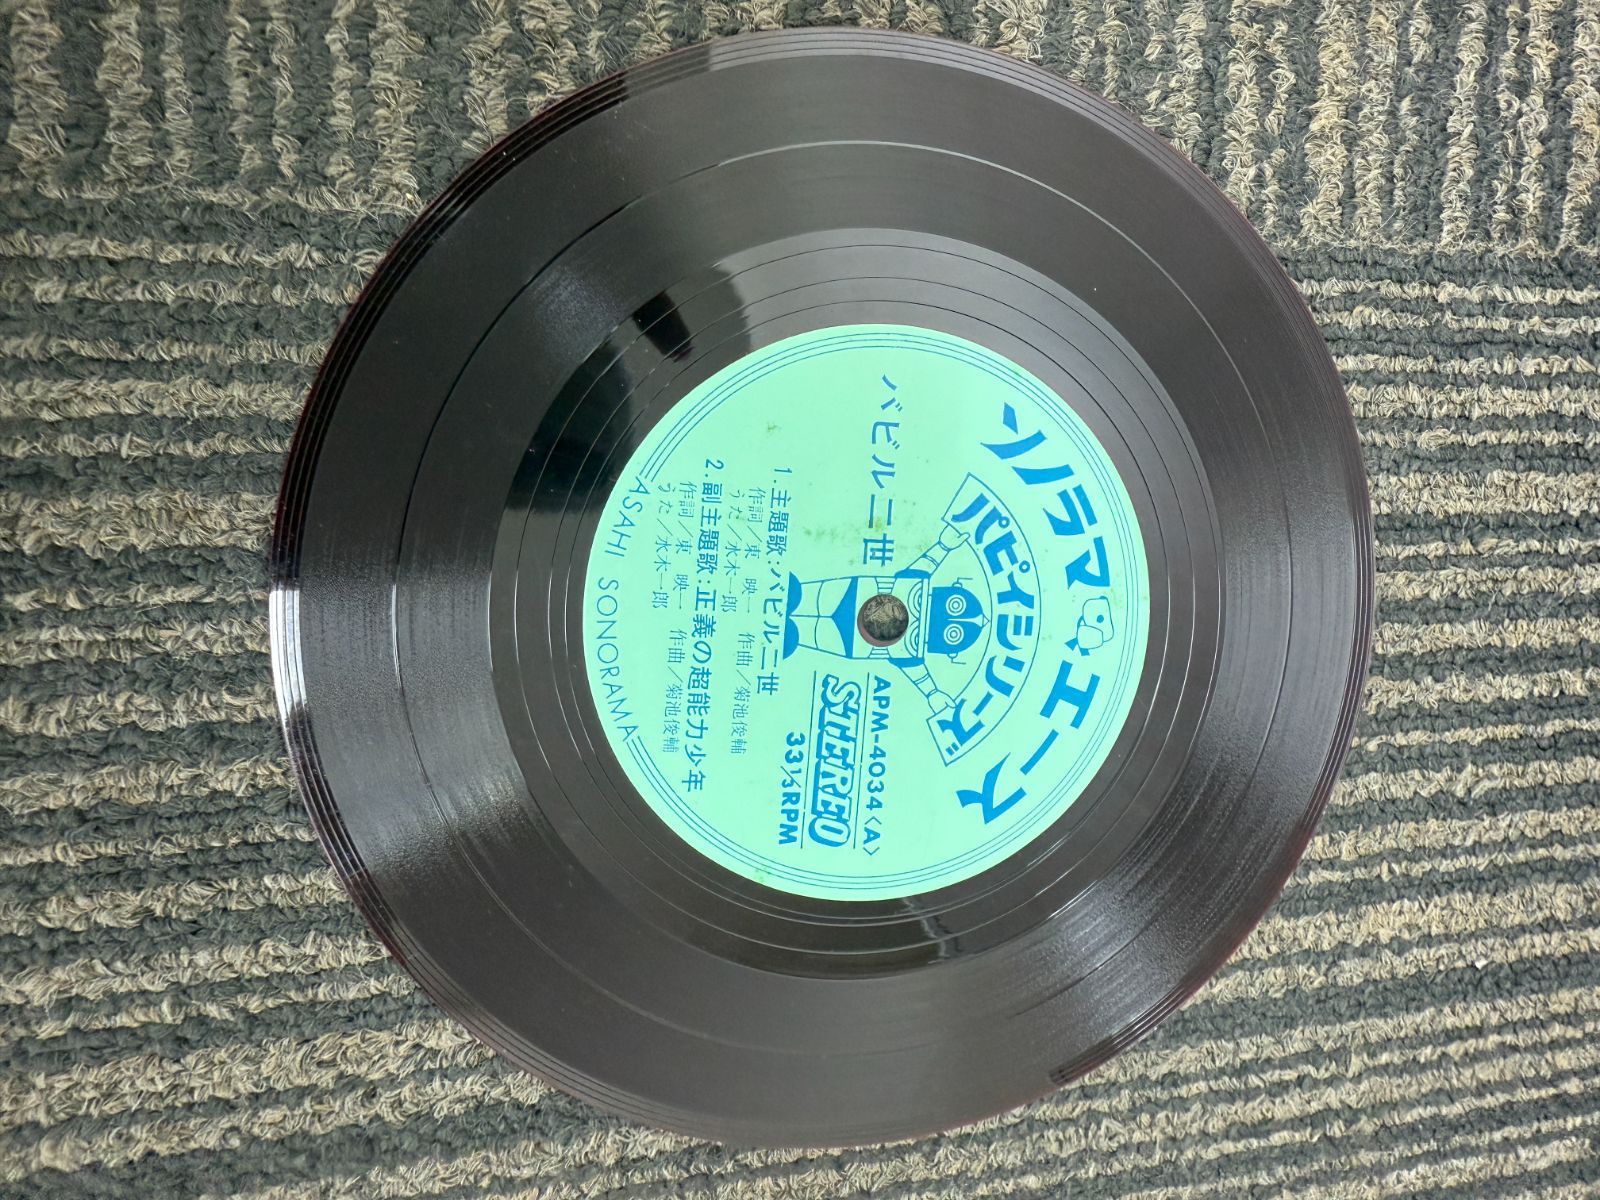 ソノラマエース
パピイシリーズ
バビル二世
APM-4034〈A〉
STEREO
33⅓RPM
1. 主題歌：バビル二世
作詞／東 映一 作曲／菊池俊輔
うた／水木一郎
2. 副主題歌：正義の超能力少年
作詞／東 映一 作曲／菊池俊輔
うた／水木一郎
ASAHI SONORAMA